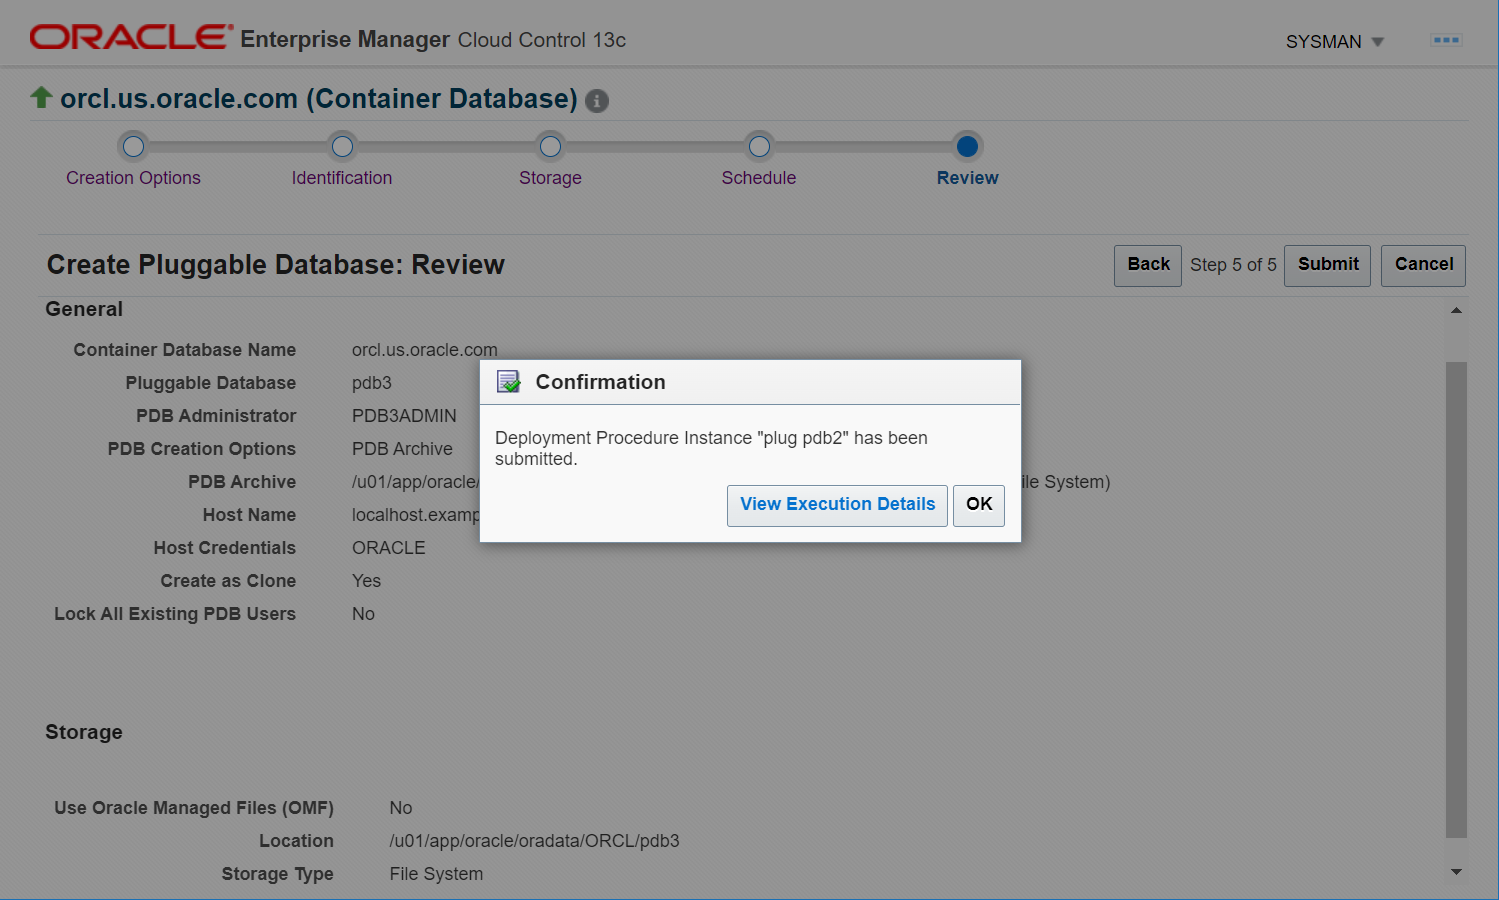 ORACLE Enterprise Manager Cloud Control 13c
SYSMAN
orcl.us.oracle.com (Container Database)
Creation Options
Identification
Storage
Schedule
Review
Create Pluggable Database: Review
Back Step 5 of 5 Submit Cancel
General
Container Database Name orcl.us.oracle.com
Pluggable Database pdb3
PDB Administrator PDB3ADMIN
PDB Creation Options PDB Archive
PDB Archive /u01/app/oracle/ ile System)
Host Name localhost.examp
Host Credentials ORACLE
Create as Clone Yes
Lock All Existing PDB Users No
Confirmation
Deployment Procedure Instance "plug pdb2" has been
submitted.
View Execution Details OK
Storage
Use Oracle Managed Files (OMF) No
Location /u01/app/oracle/oradata/ORCL/pdb3
Storage Type File System